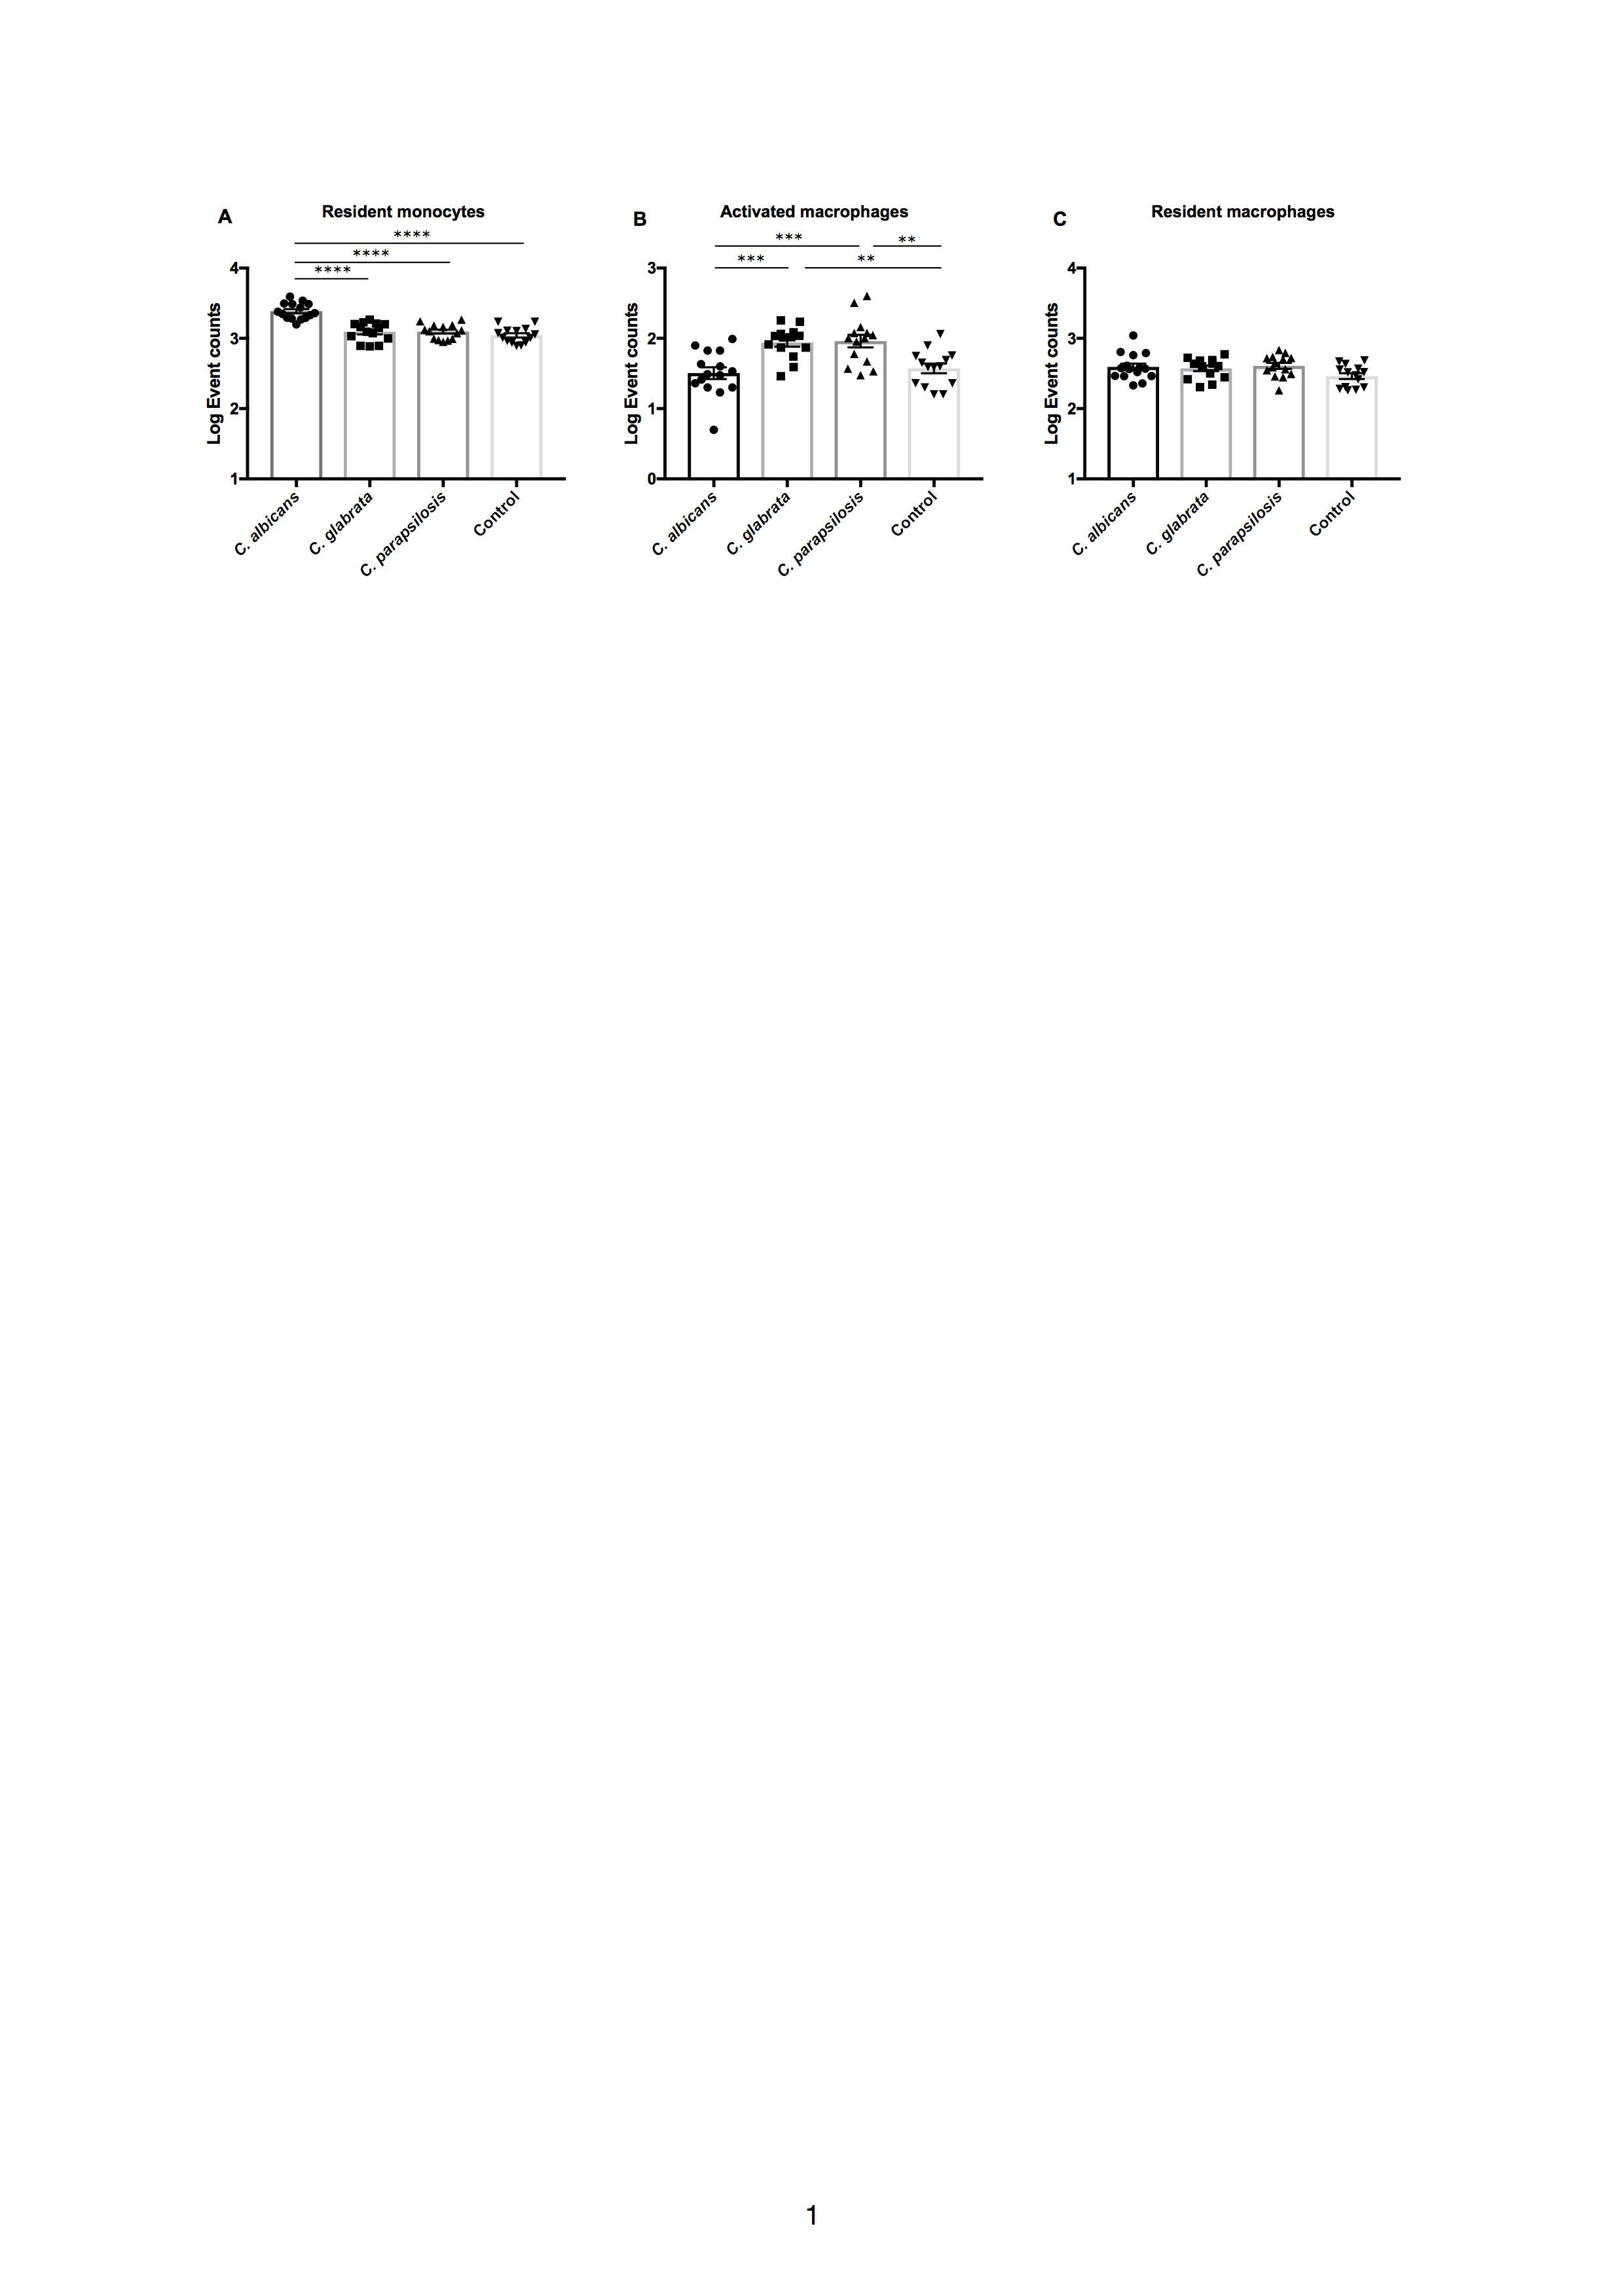 A
Resident monocytes
****
****
****
Log Event counts
4
3
2
1
C. albicans
C. glabrata
C. parapsilosis
Control
B
Activated macrophages
***
**
***
**
Log Event counts
3
2
1
0
C. albicans
C. glabrata
C. parapsilosis
Control
C
Resident macrophages
Log Event counts
4
3
2
1
C. albicans
C. glabrata
C. parapsilosis
Control
1